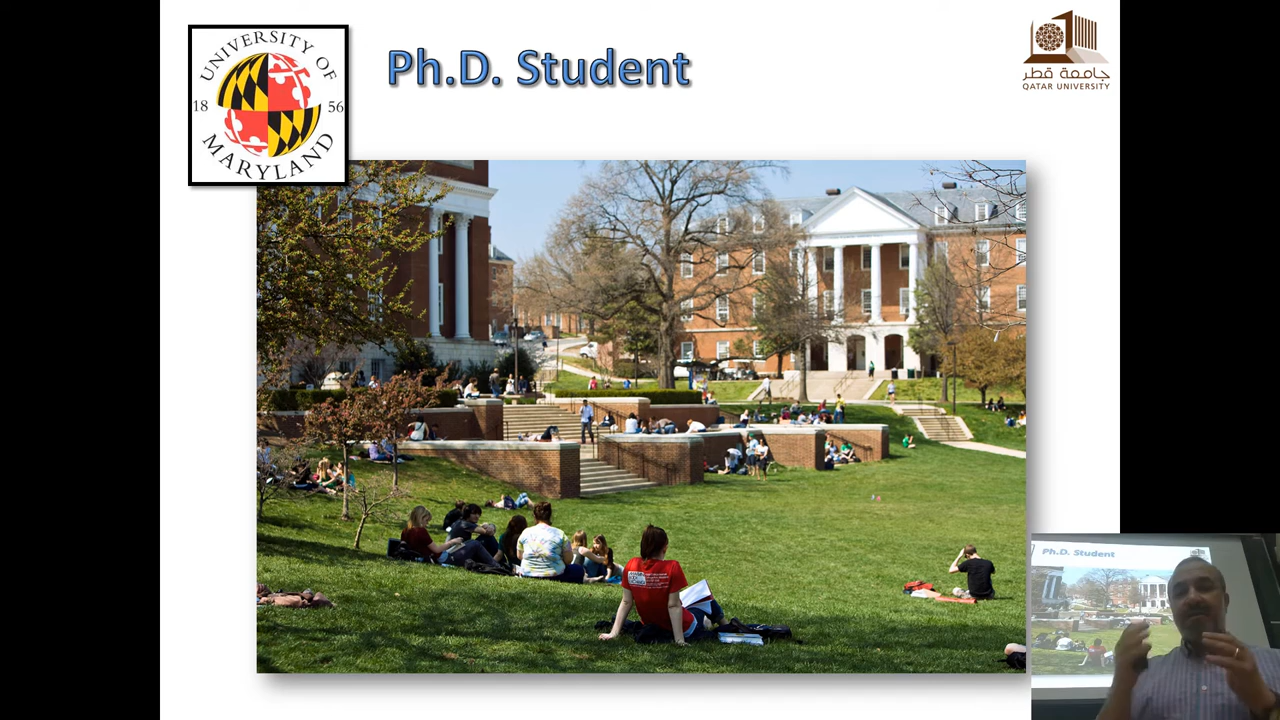 UNIVERSITY OF
18 56
MARYLAND
Ph.D. Student
جامعة قطر
QATAR UNIVERSITY
Ph.D. Student